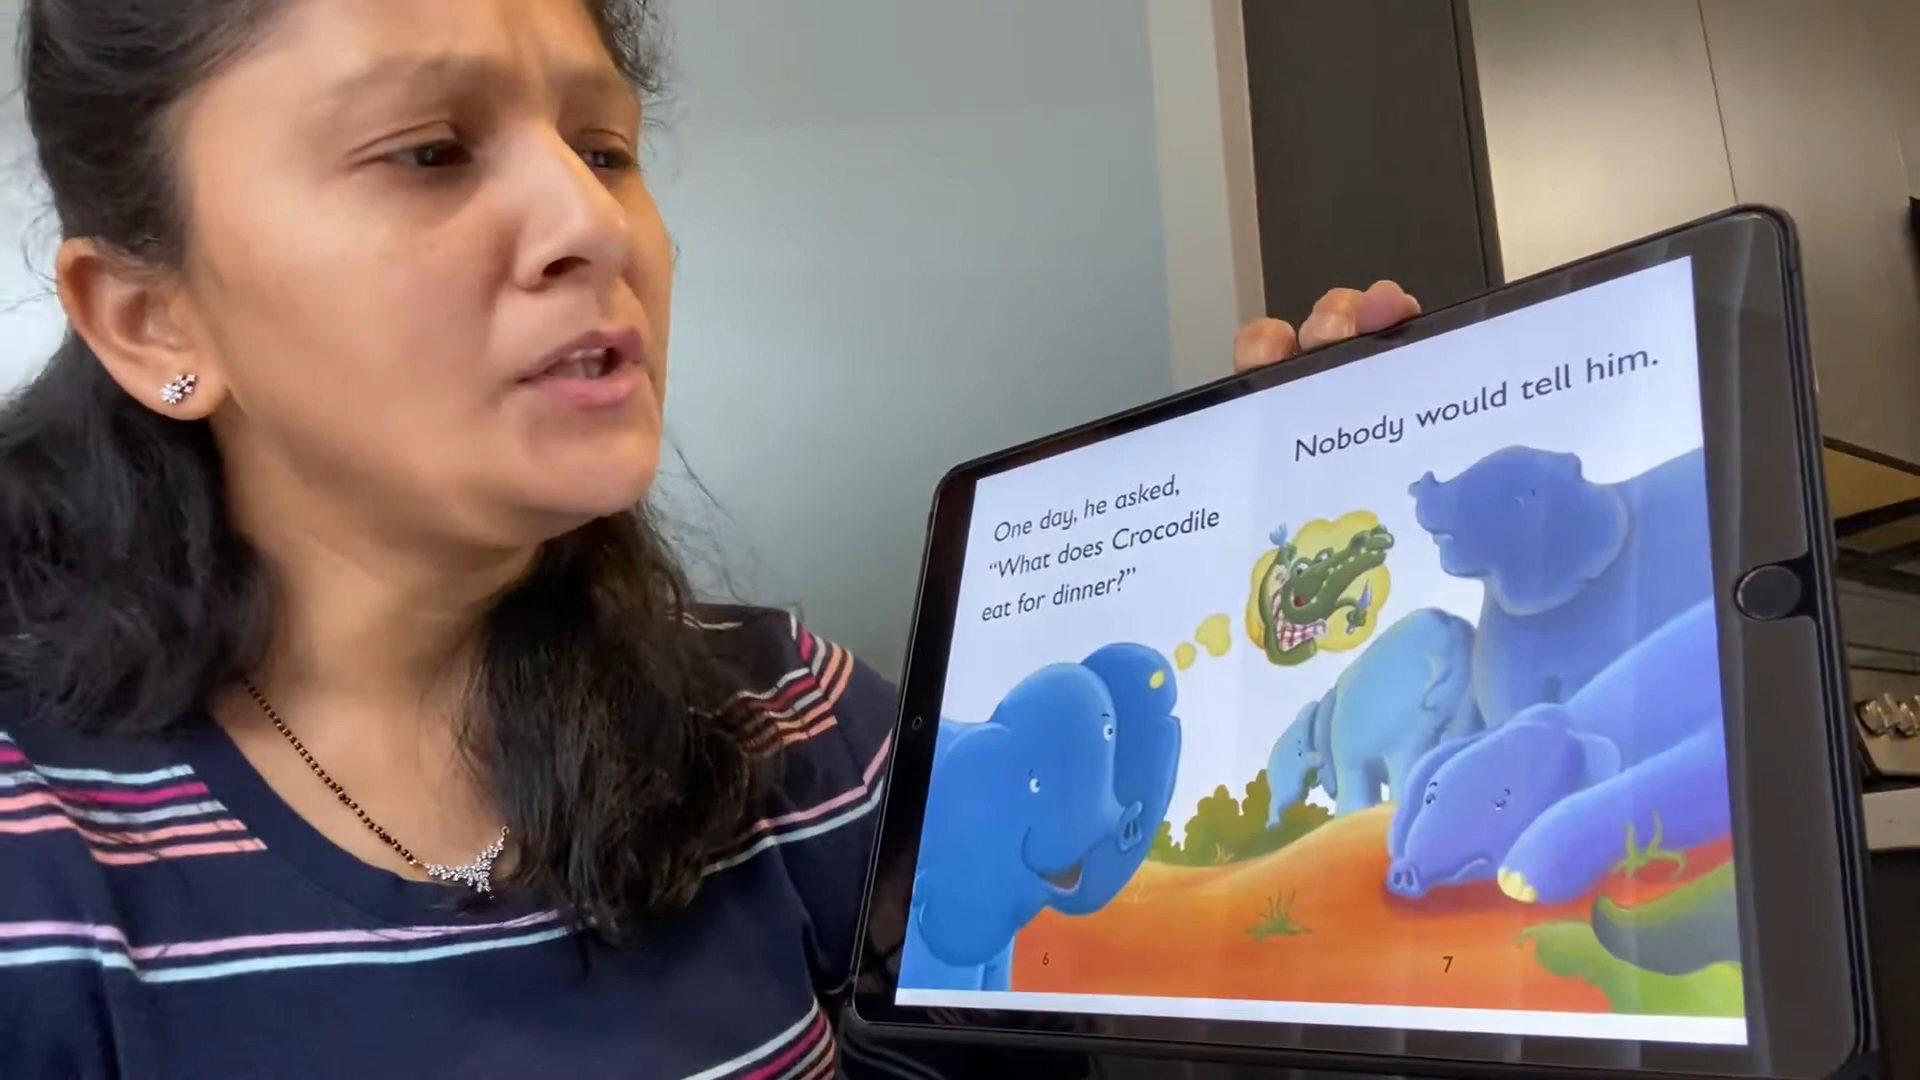 One day, he asked,
“What does Crocodile
eat for dinner?”
6
Nobody would tell him.
7